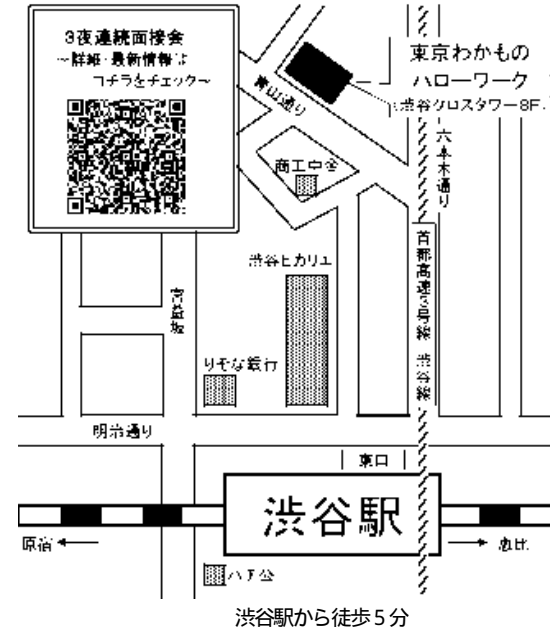 3夜連続面接会
～詳細・最新情報は
コチラをチェック～
青山通り
東京わかもの
ハローワーク
渋谷クロスタワー8F
六本木通り
商工中金
首都高速3号線 渋谷線
渋谷ヒカリエ
宮益坂
りそな銀行
明治通り
東口
渋谷駅
原宿
恵比
ハチ公
渋谷駅から徒歩5分